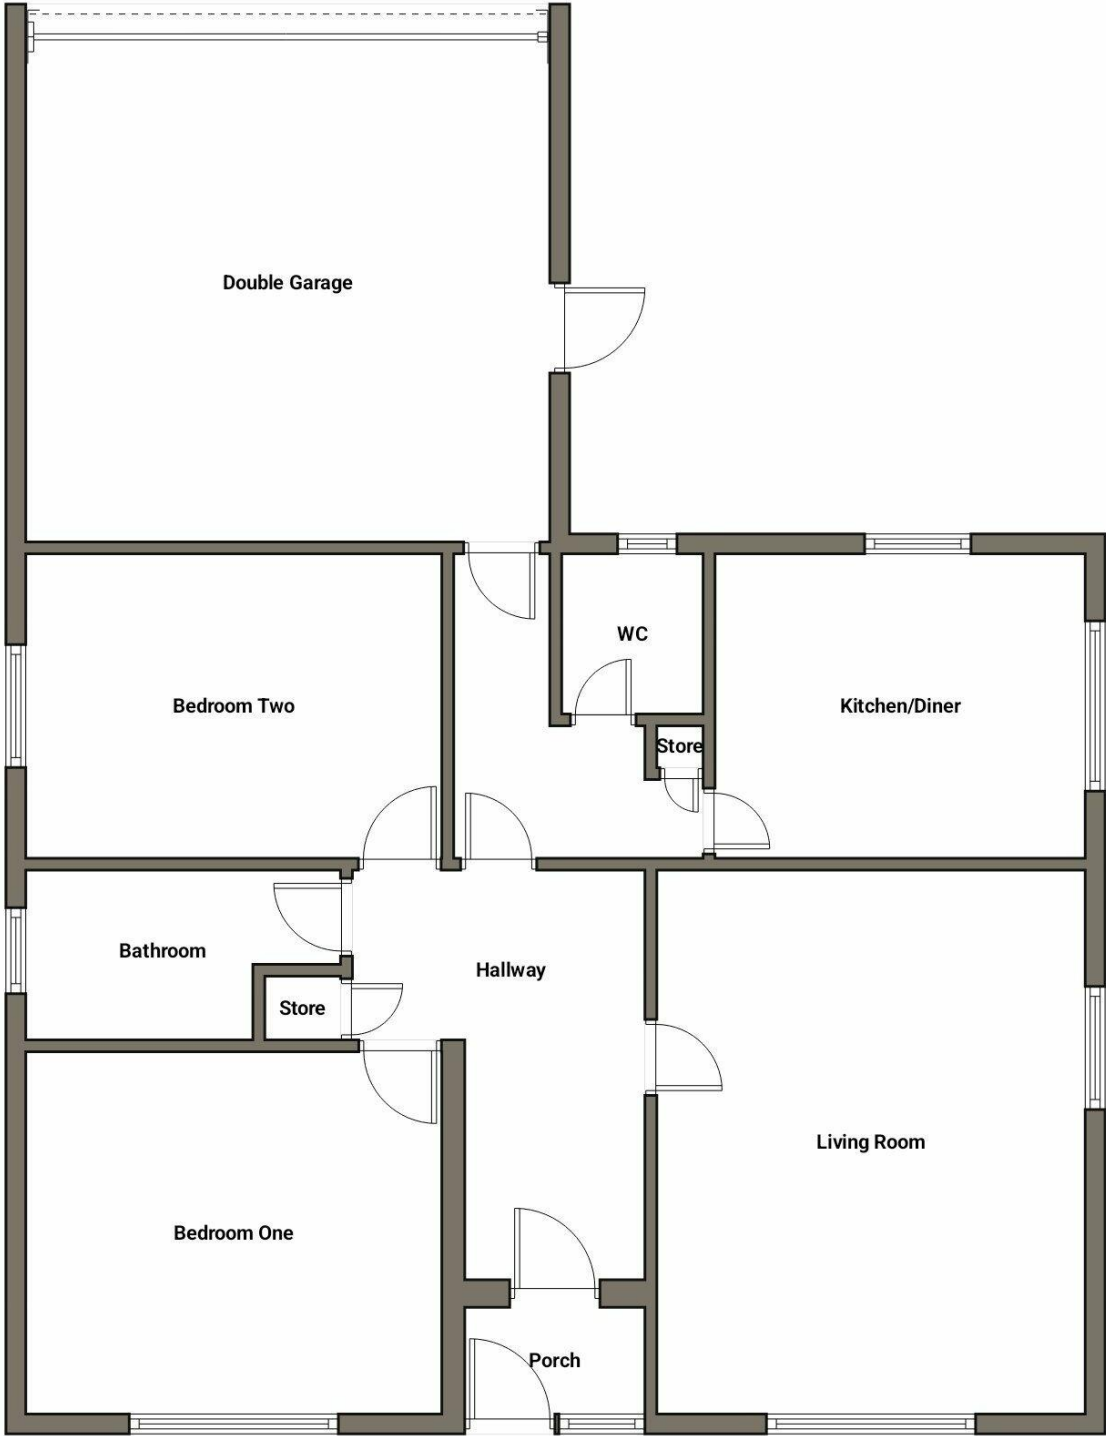 Double Garage
WC
Bedroom Two
Kitchen/Diner
Store
Bathroom
Hallway
Store
Living Room
Bedroom One
Porch